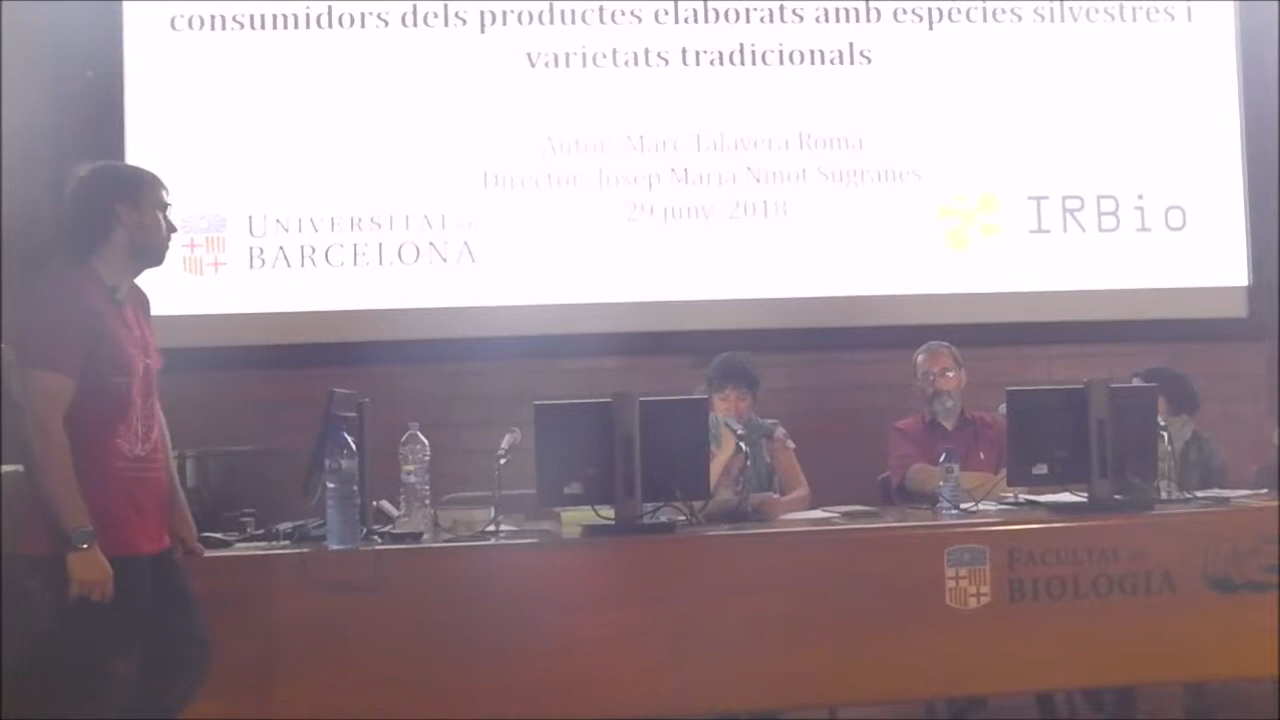 consumidors dels productes elaborats amb espècies silvestres i
varietats tradicionals
Autor: Marc Talavera Roma
Director: Josep Maria Ninot Sugrañes
29 juny 2018
UNIVERSITAT DE
BARCELONA
IRBio
FACULTAT DE
BIOLOGIA